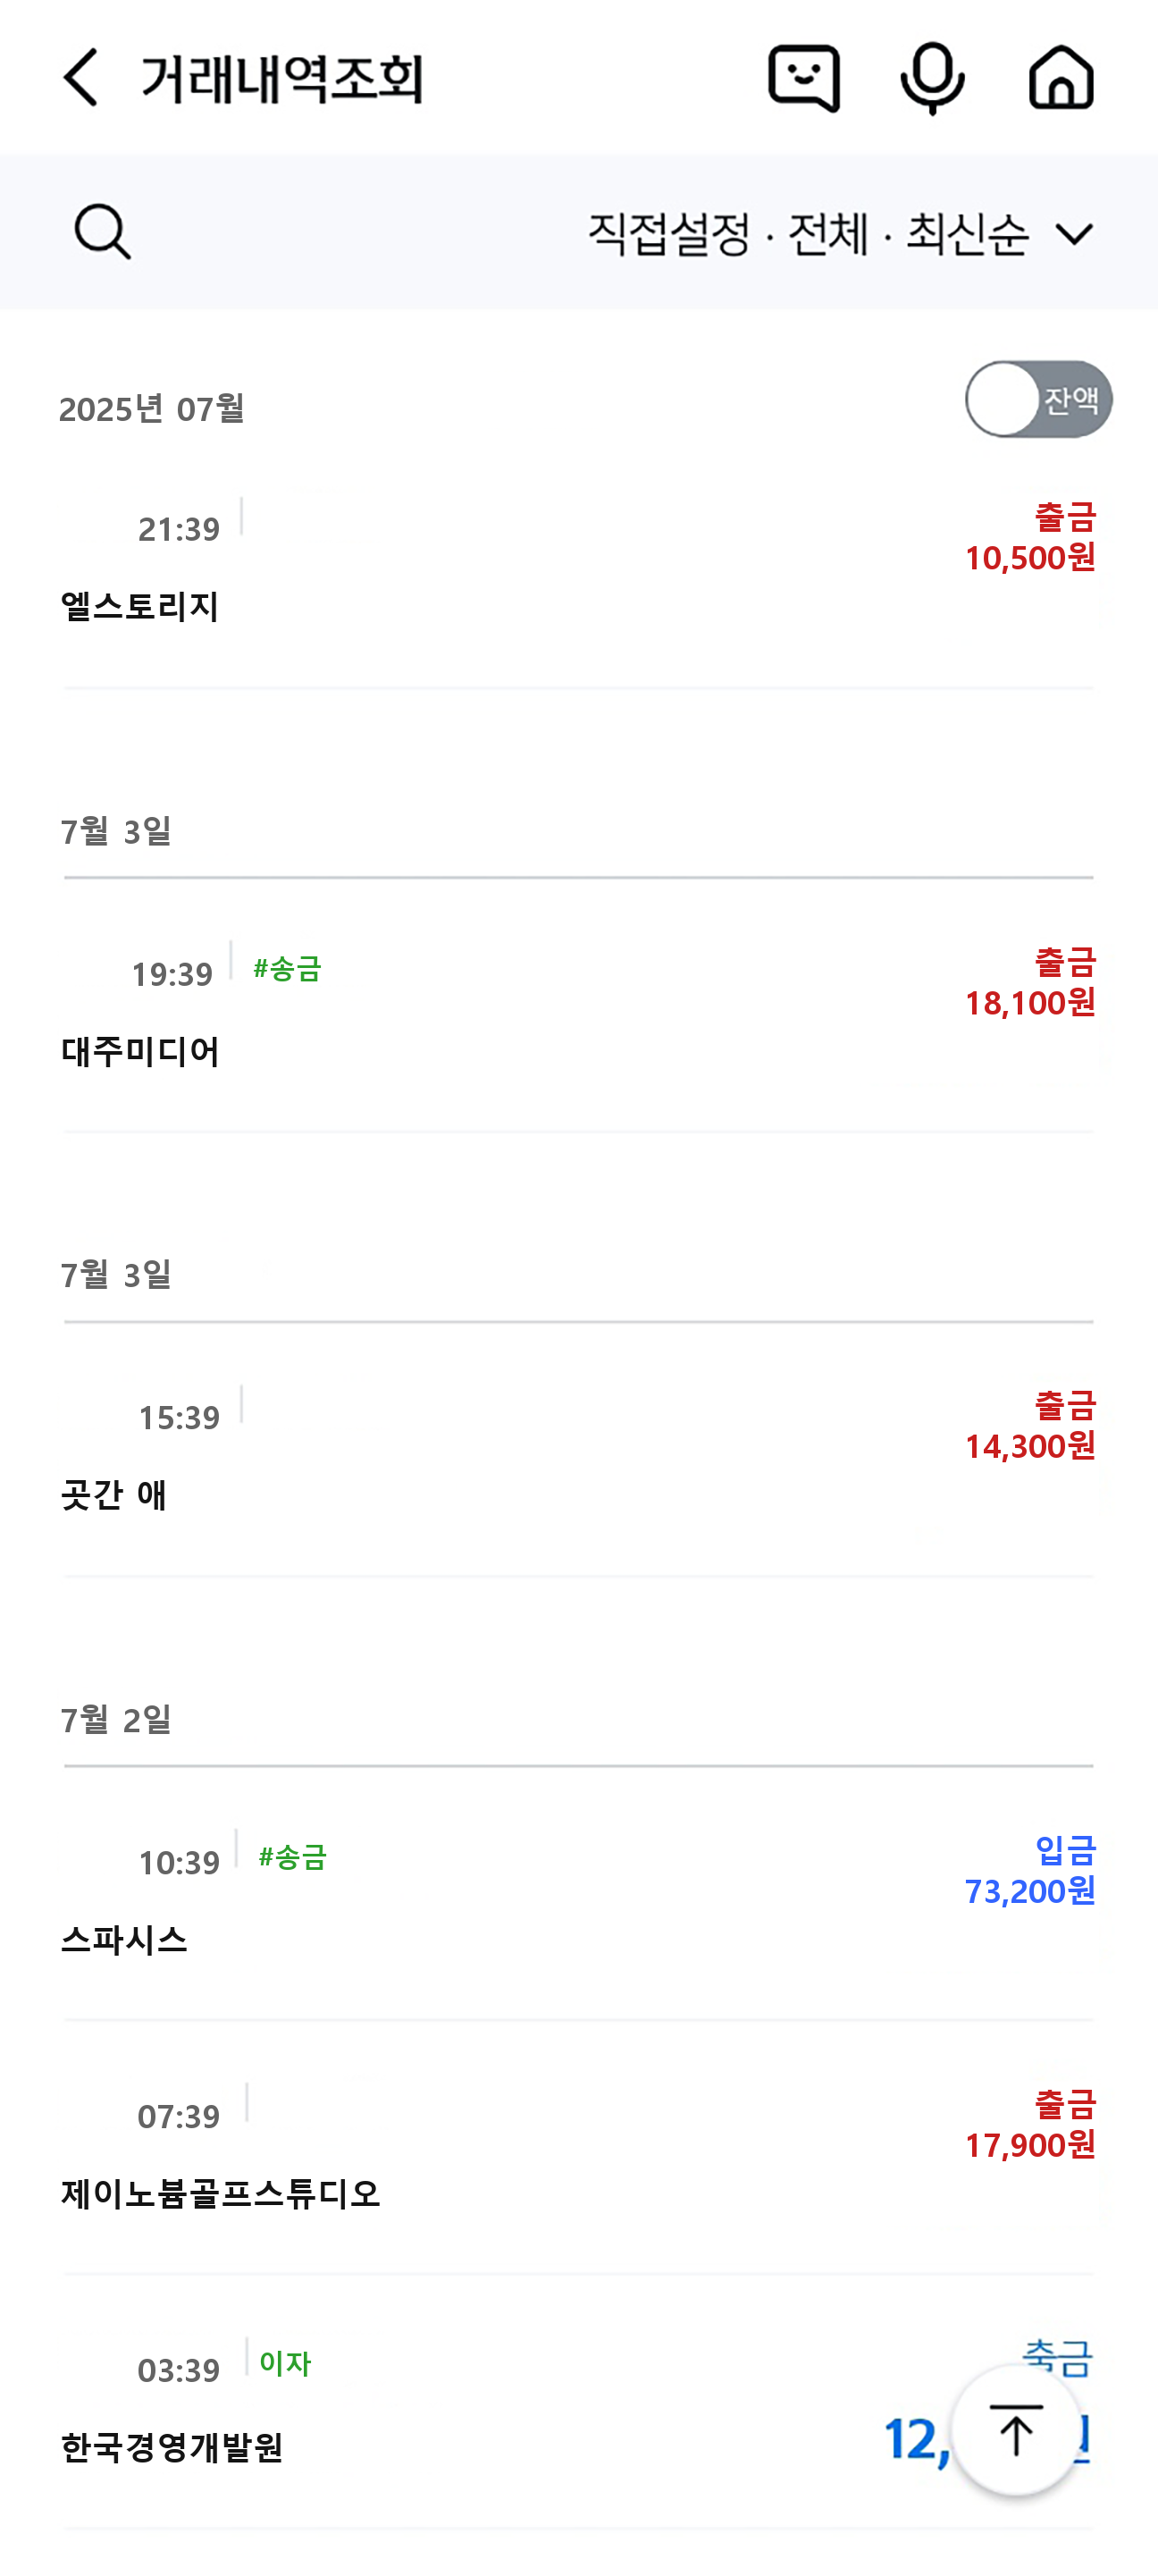 거래내역조회
직접설정 · 전체 · 최신순
2025년 07월
잔액
21:39
출금
10,500원
엘스토리지
7월 3일
19:39 #송금
출금
18,100원
대주미디어
7월 3일
15:39
출금
14,300원
곳간 애
7월 2일
10:39 #송금
입금
73,200원
스파시스
07:39
출금
17,900원
제이노븀골프스튜디오
03:39 이자
12,
한국경영개발원